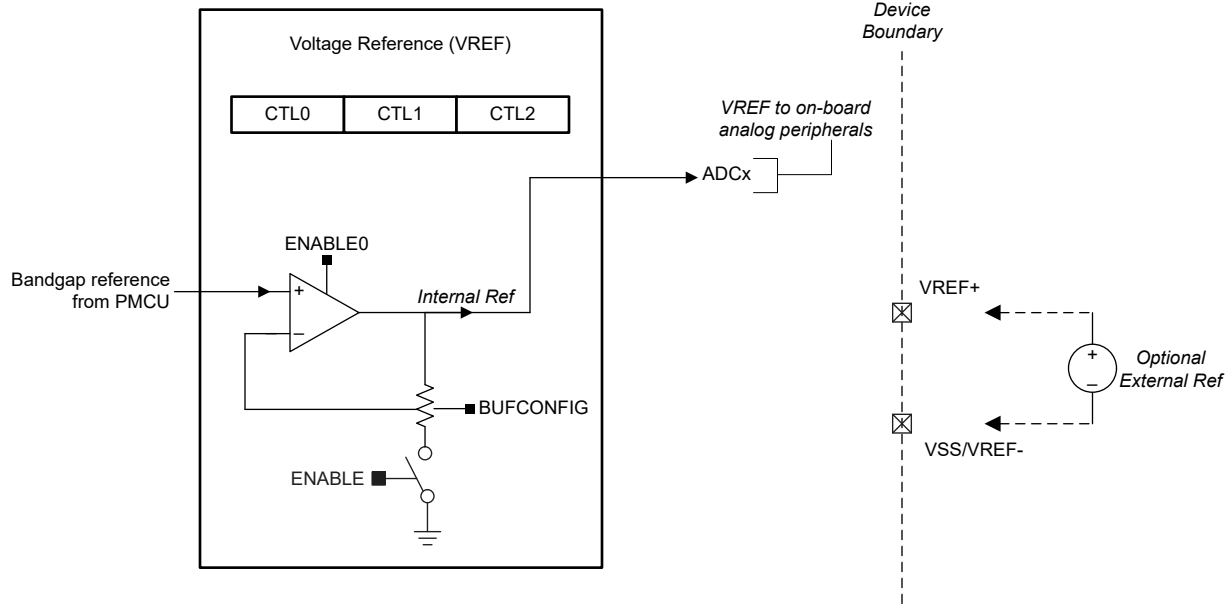 Device
Boundary
Voltage Reference (VREF)
CTL0
CTL1
CTL2
VREF to on-board
analog peripherals
ADCx
ENABLE0
Bandgap reference
from PMCU
+
–
Internal Ref
VREF+
+
–
Optional
External Ref
BUFCONFIG
VSS/VREF-
ENABLE